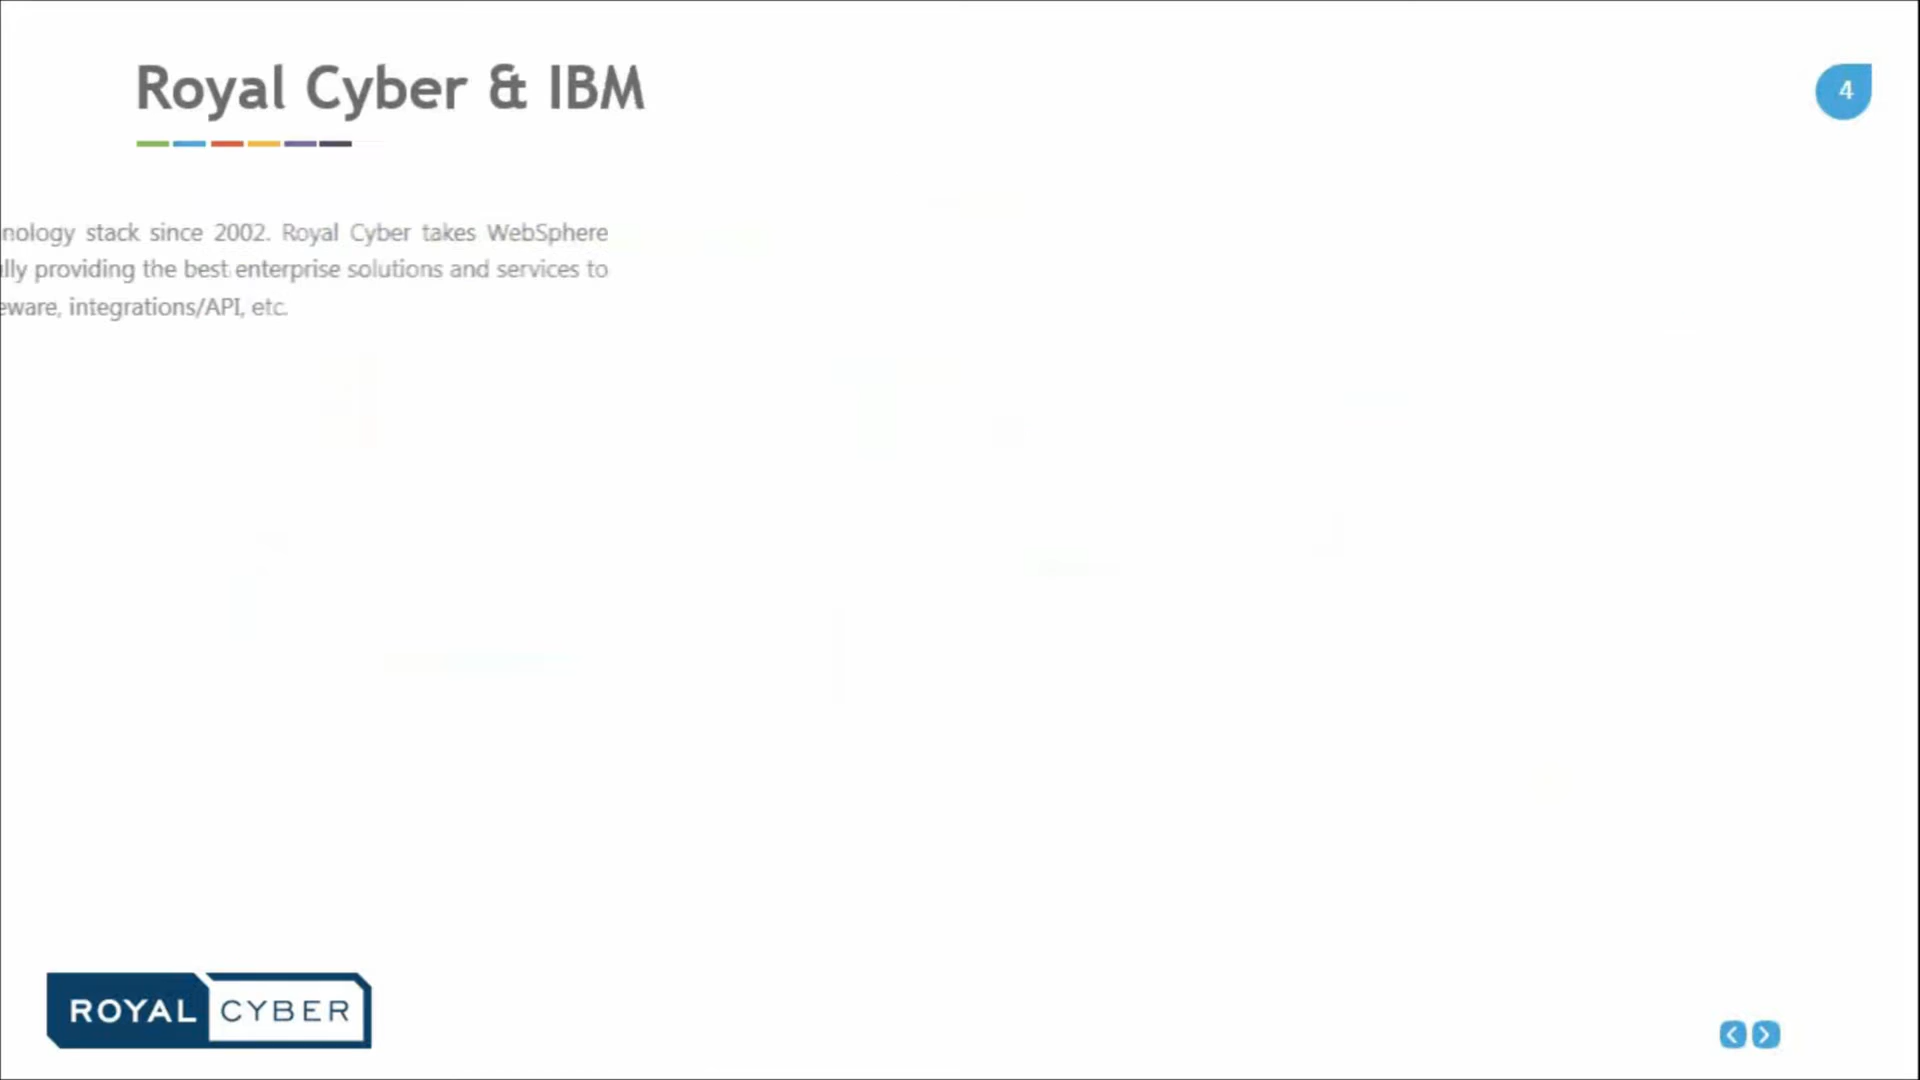 Royal Cyber & IBM
4
nology stack since 2002. Royal Cyber takes WebSphere
lly providing the best enterprise solutions and services to
eware, integrations/API, etc.
ROYAL CYBER